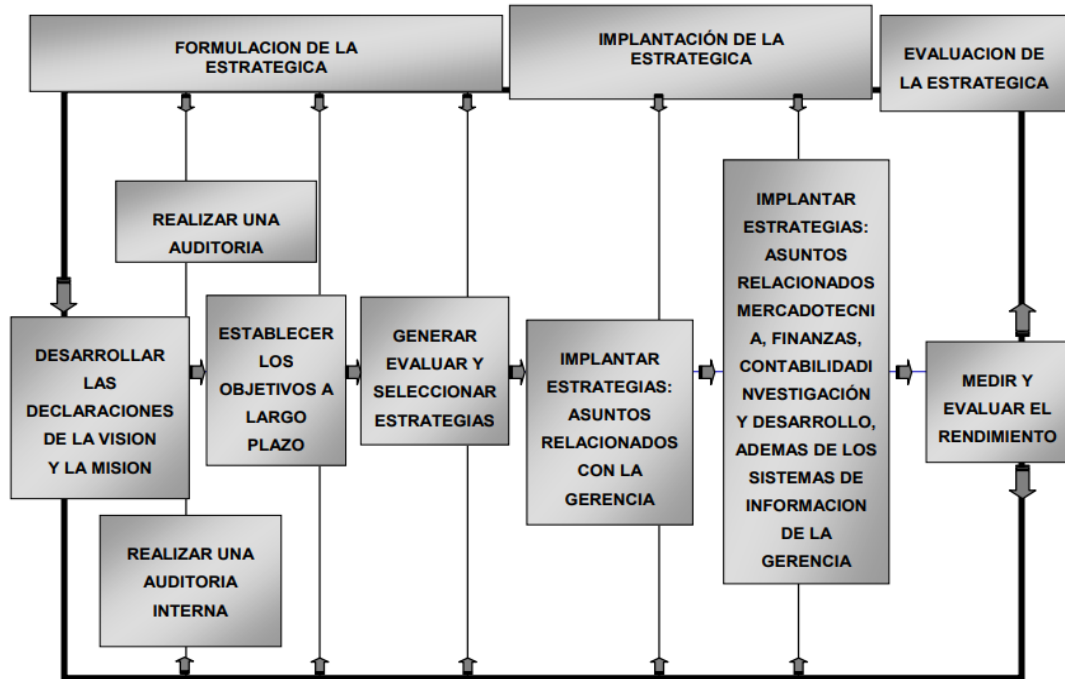 FORMULACION DE LA
ESTRATEGICA
IMPLANTACIÓN DE LA
ESTRATEGICA
EVALUACION DE
LA ESTRATEGICA
REALIZAR UNA
AUDITORIA
DESARROLLAR
LAS
DECLARACIONES
DE LA VISION
Y LA MISION
REALIZAR UNA
AUDITORIA
INTERNA
ESTABLECER
LOS
OBJETIVOS A
LARGO
PLAZO
GENERAR
EVALUAR Y
SELECCIONAR
ESTRATEGIAS
IMPLANTAR
ESTRATEGIAS:
ASUNTOS
RELACIONADOS
CON LA
GERENCIA
IMPLANTAR
ESTRATEGIAS:
ASUNTOS
RELACIONADOS
MERCADOTECNI
A, FINANZAS,
CONTABILIDADI
NVESTIGACIÓN
Y DESARROLLO,
ADEMAS DE LOS
SISTEMAS DE
INFORMACION
DE LA
GERENCIA
MEDIR Y
EVALUAR EL
RENDIMIENTO